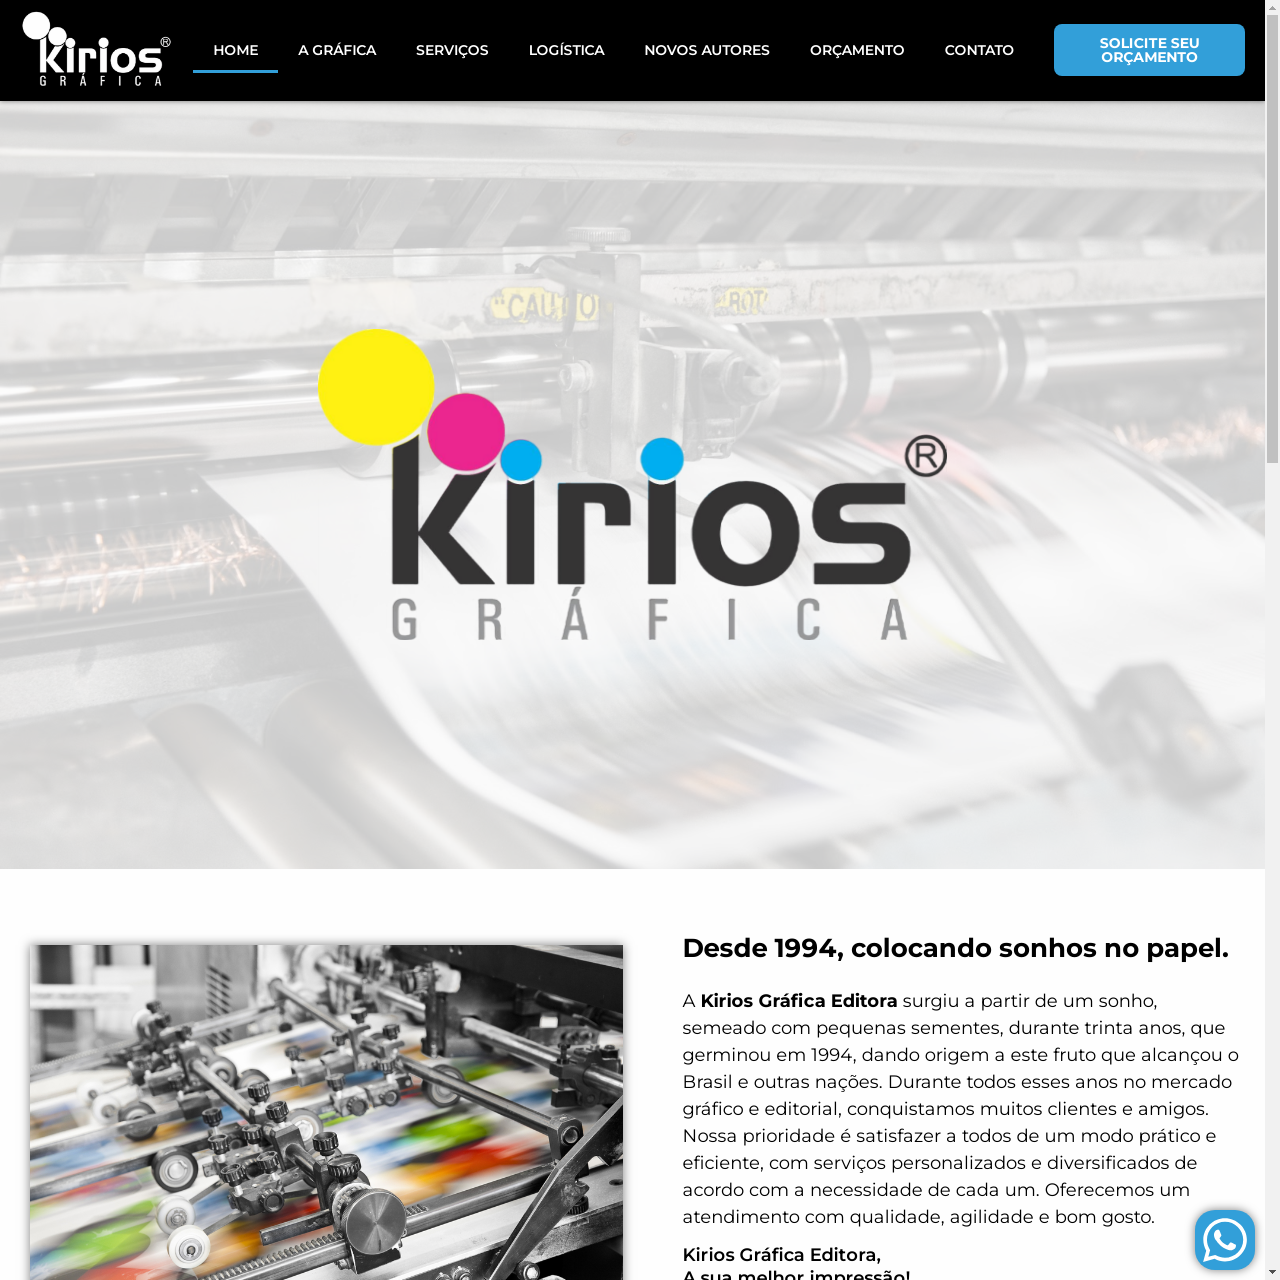 kirios®
GRÁFICA
HOME
A GRÁFICA
SERVIÇOS
LOGÍSTICA
NOVOS AUTORES
ORÇAMENTO
CONTATO
SOLICITE SEU
ORÇAMENTO
"CAUTION
ROT
kirios®
GRÁFICA
Desde 1994, colocando sonhos no papel.
A Kirios Gráfica Editora surgiu a partir de um sonho,
semeado com pequenas sementes, durante trinta anos, que
germinou em 1994, dando origem a este fruto que alcançou o
Brasil e outras nações. Durante todos esses anos no mercado
gráfico e editorial, conquistamos muitos clientes e amigos.
Nossa prioridade é satisfazer a todos de um modo prático e
eficiente, com serviços personalizados e diversificados de
acordo com a necessidade de cada um. Oferecemos um
atendimento com qualidade, agilidade e bom gosto.
Kirios Gráfica Editora,
A sua melhor impressão!